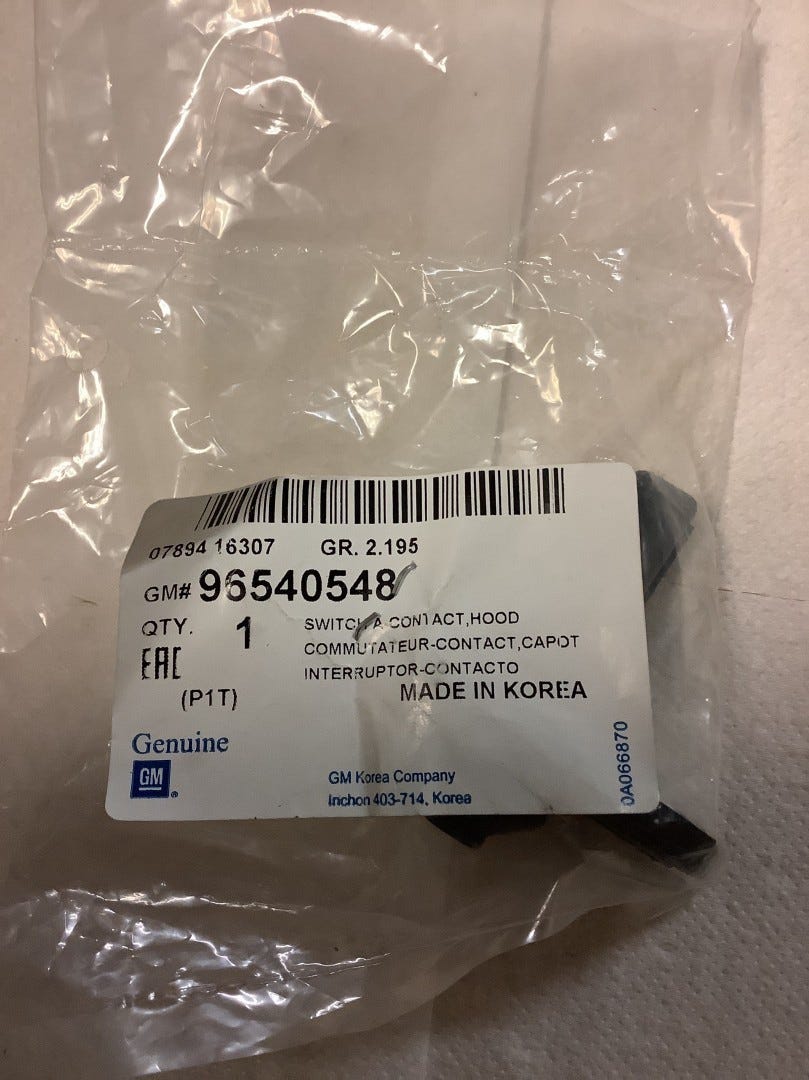 07894 16307 GR. 2.195
GM# 96540548
QTY. 1 SWITCH A-CONTACT,HOOD
COMMUTATEUR-CONTACT,CAPOT
EAC INTERRUPTOR-CONTACTO
(P1T) MADE IN KOREA
Genuine
GM
GM Korea Company
Inchon 403-714, Korea
0A066870